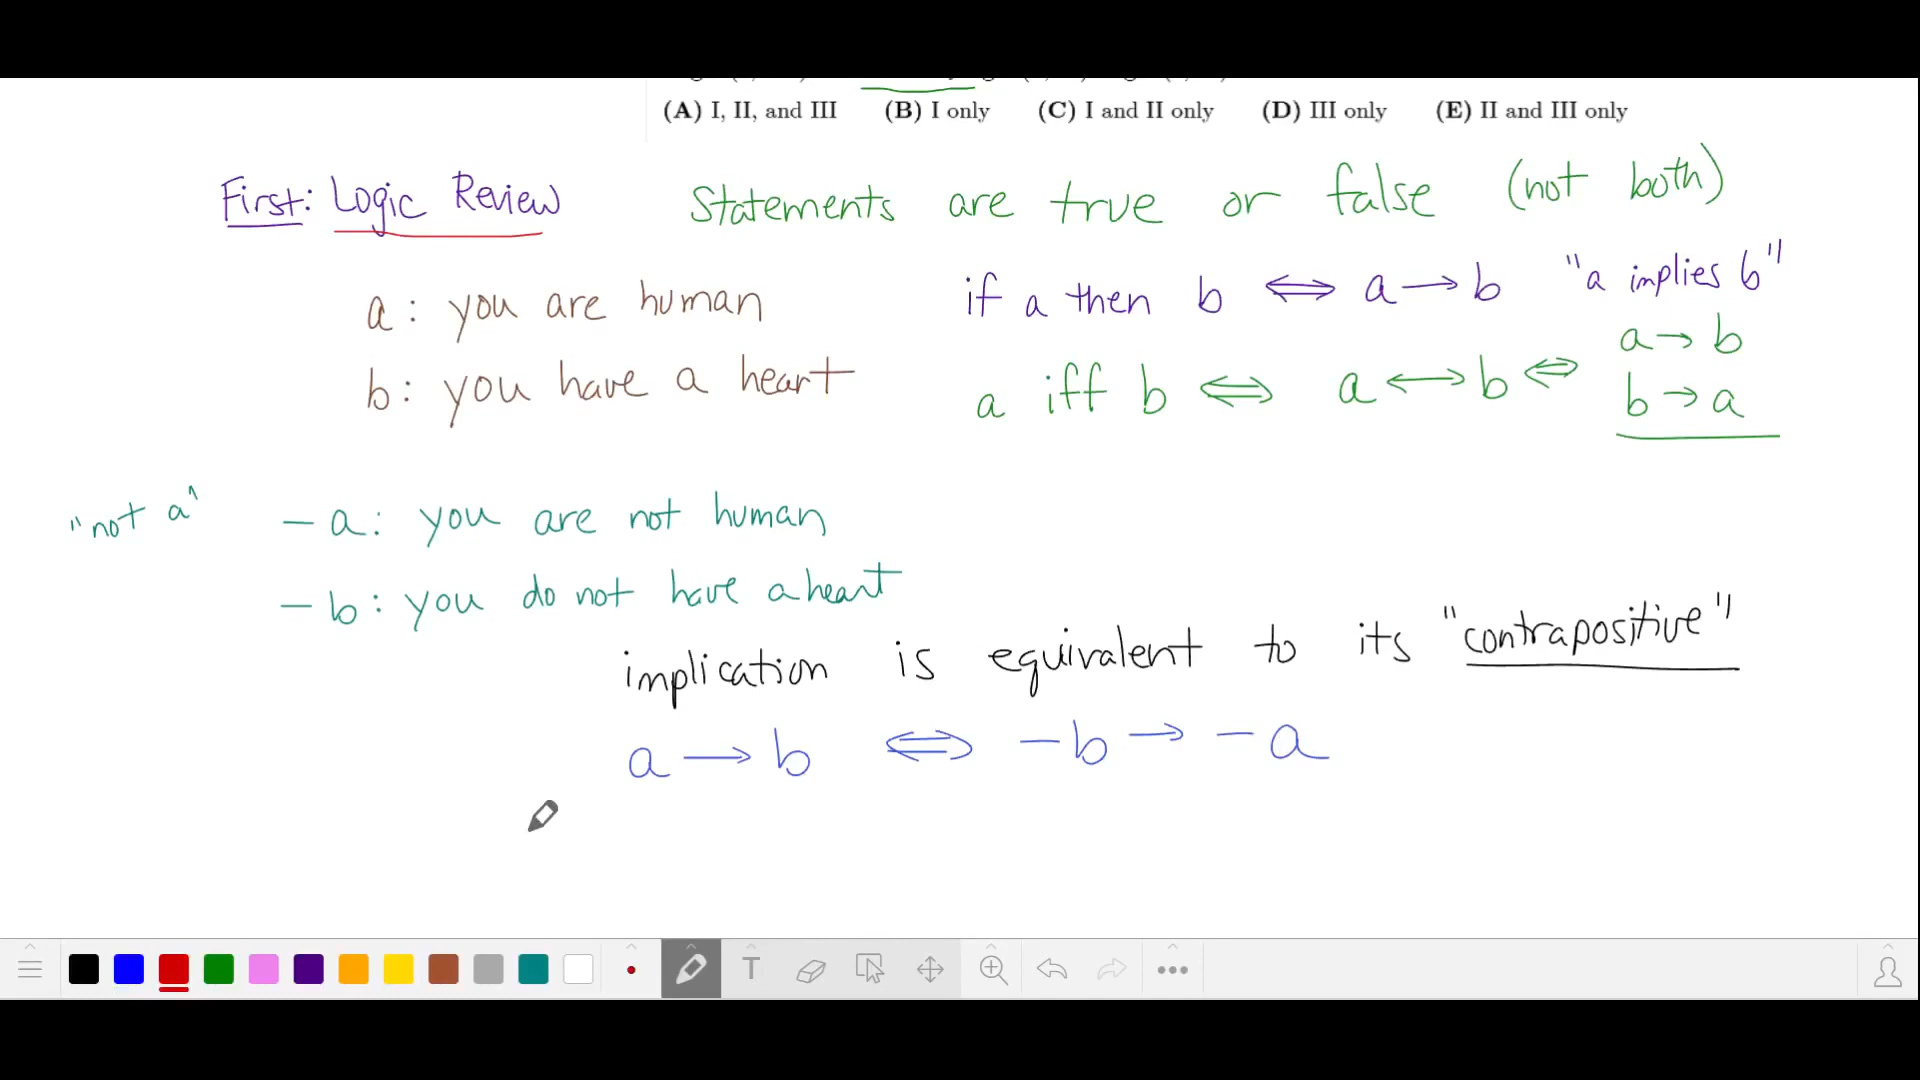 (A) I, II, and III (B) I only (C) I and II only (D) III only (E) II and III only
First: Logic Review
Statements are true or false (not both)
a: you are human
b: you have a heart
if a then b ⟺ a → b "a implies b"
a iff b ⟺ a ⟷ b ⟺ a → b
b → a
"not a" − a: you are not human
− b: you do not have a heart
implication is equivalent to its "contrapositive"
a → b ⟺ − b → − a
T